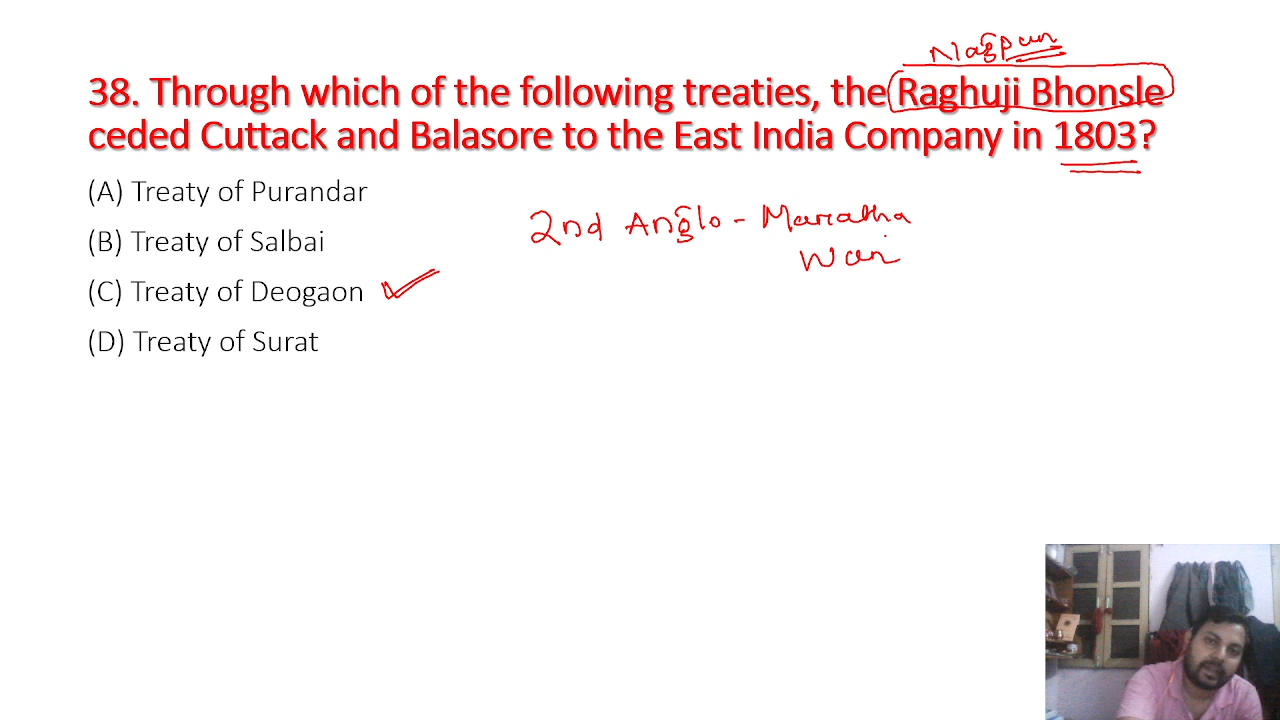 Nagpur
38. Through which of the following treaties, the Raghuji Bhonsle
ceded Cuttack and Balasore to the East India Company in 1803?
(A) Treaty of Purandar
2nd Anglo - Maratha
War
(B) Treaty of Salbai
(C) Treaty of Deogaon
(D) Treaty of Surat